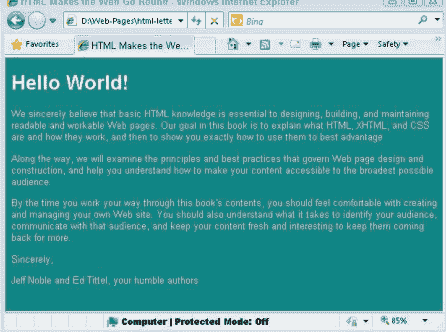 HTML Makes the Web Go Round - Windows Internet Explorer
D:\Web-Pages\html-lette
Bing
Favorites
HTML Makes the We...
Page
Safety
Hello World!
We sincerely believe that basic HTML knowledge is essential to designing, building, and maintaining
readable and workable Web pages. Our goal in this book is to explain what HTML, XHTML, and CSS
are and how they work, and then to show you exactly how to use them to best advantage
Along the way, we will examine the principles and best practices that govern Web page design and
construction, and help you understand how to make your content accessible to the broadest possible
audience.
By the time you work your way through this book's contents, you should feel comfortable with creating
and managing your own Web site. You should also understand what it takes to identify your audience,
communicate with that audience, and keep your content fresh and interesting to keep them coming
back for more.
Sincerely,
Jeff Noble and Ed Tittel, your humble authors
Computer | Protected Mode: Off
85%